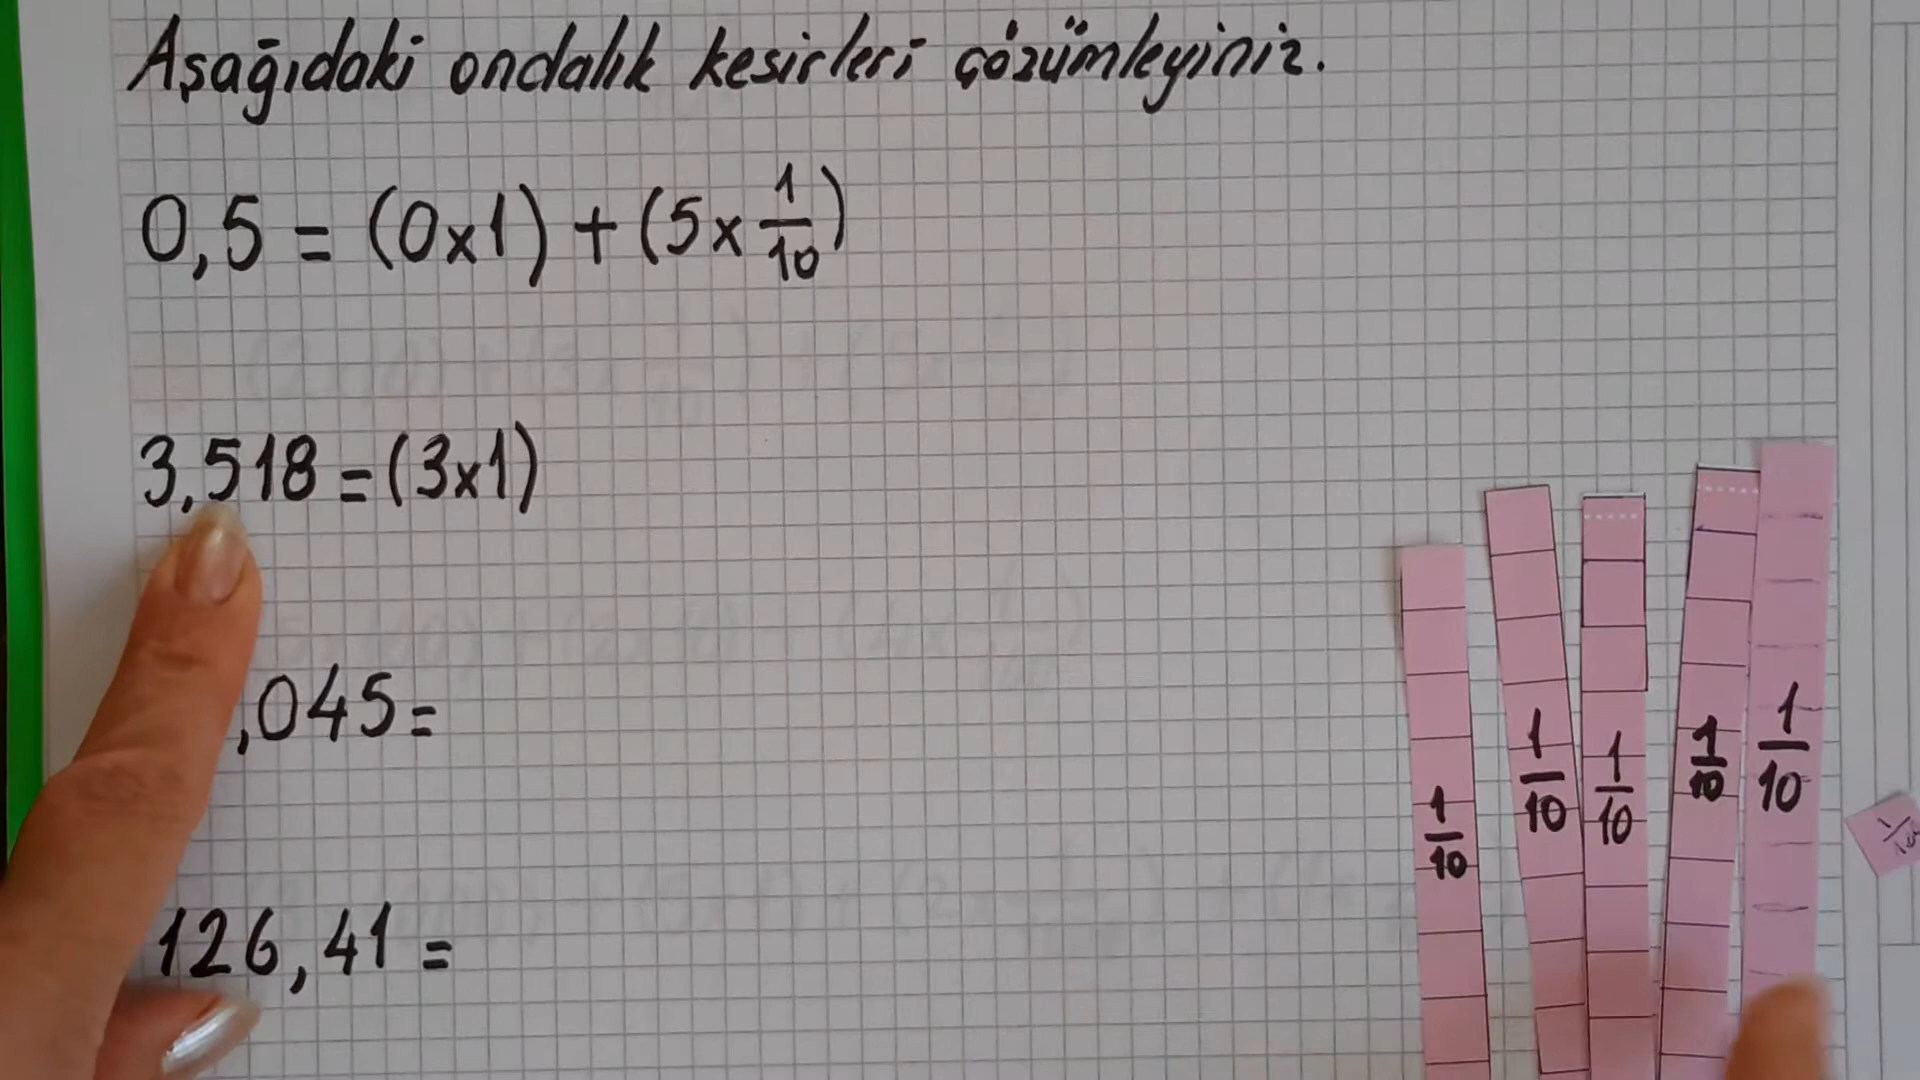 Aşağıdaki ondalık kesirleri çözümleyiniz.
0,5 = (0x1) + (5x 1/10)
3,518 = (3x1)
,045 =
126,41 =
1/10
1/10
1/10
1/10
1/10